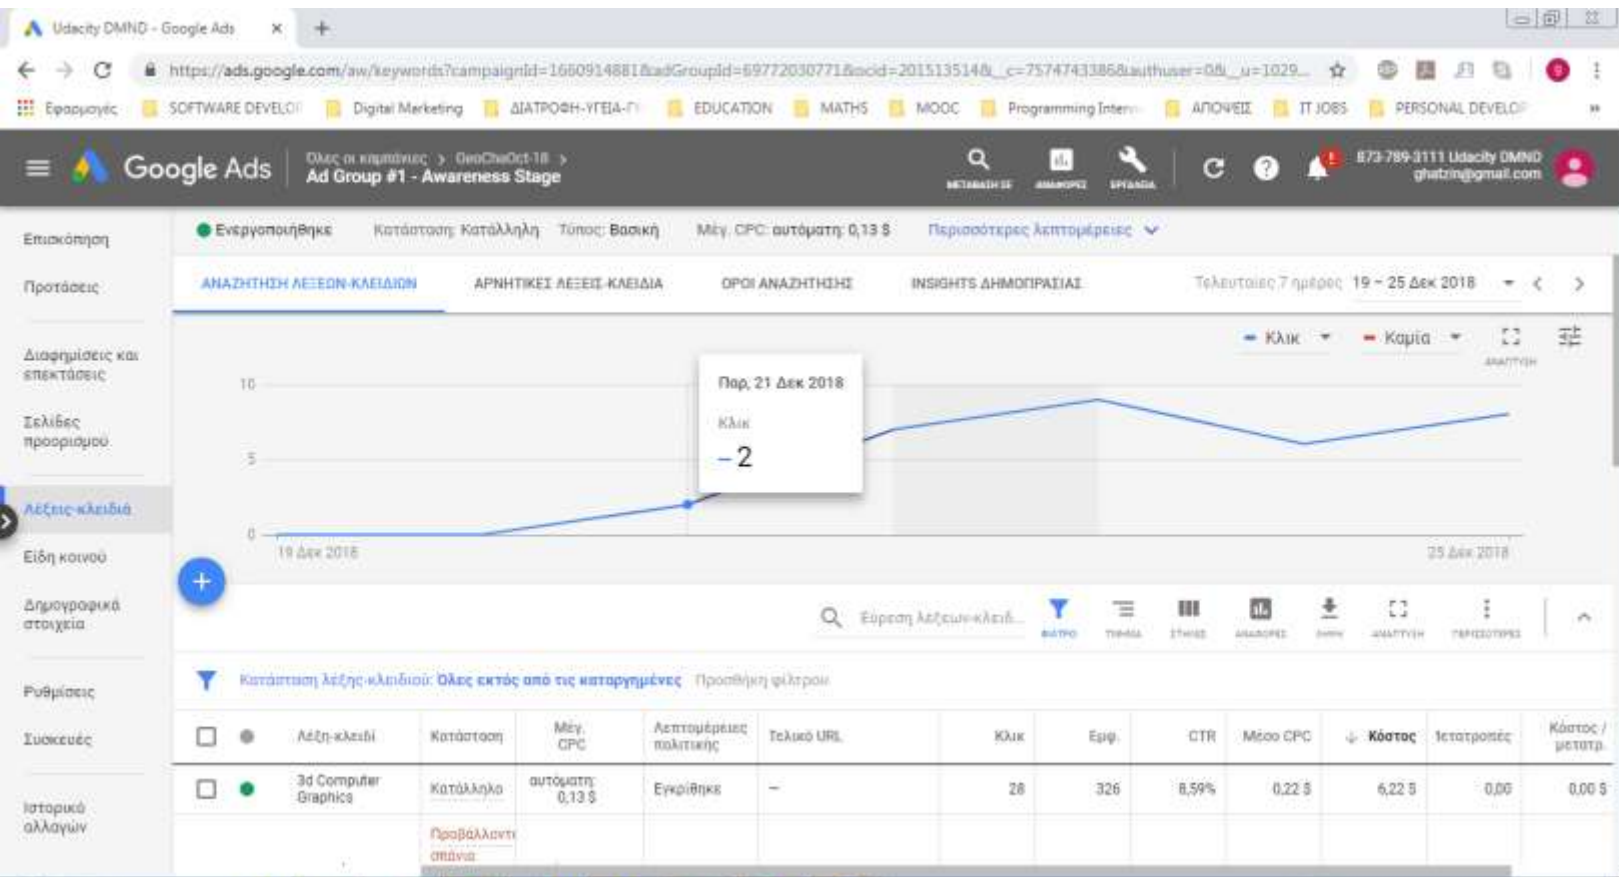 Udacity DMND - Google Ads
https://ads.google.com/aw/keywords?campaignId=1660914881&adGroupId=69772030771&ocid=201513514&__c=7574743386&authuser=0&__u=1029...
Εφαρμογές SOFTWARE DEVELO Digital Marketing ΔΙΑΤΡΟΦΗ-ΥΓΕΙΑ-Γ EDUCATION MATHS MOOC Programming Interv ΑΠΟΨΕΙΣ IT JOBS PERSONAL DEVELO
Google Ads
Όλες οι καμπάνιες > GeoChaOct-18 >
Ad Group #1 - Awareness Stage
ΜΕΤΑΒΑΣΗ ΣΕ ΑΝΑΦΟΡΕΣ ΕΡΓΑΛΕΙΑ
873-789-3111 Udacity DMND
ghatzin@gmail.com
Ενεργοποιήθηκε Κατάσταση: Κατάλληλη Τύπος: Βασική Μέγ. CPC: αυτόματη: 0,13 $ Περισσότερες λεπτομέρειες
ΑΝΑΖΗΤΗΣΗ ΛΕΞΕΩΝ-ΚΛΕΙΔΙΩΝ ΑΡΝΗΤΙΚΕΣ ΛΕΞΕΙΣ-ΚΛΕΙΔΙΑ ΟΡΟΙ ΑΝΑΖΗΤΗΣΗΣ INSIGHTS ΔΗΜΟΠΡΑΣΙΑΣ Τελευταίες 7 ημέρες 19 – 25 Δεκ 2018
Επισκόπηση
Προτάσεις
Διαφημίσεις και
επεκτάσεις
Σελίδες
προορισμού
Λέξεις-κλειδιά
Είδη κοινού
Δημογραφικά
στοιχεία
Ρυθμίσεις
Συσκευές
Ιστορικό
αλλαγών
Κλικ Καμία
ΑΝΑΠΤΥΞΗ
10
5
0
Παρ, 21 Δεκ 2018
Κλικ
– 2
19 Δεκ 2018 25 Δεκ 2018
Εύρεση λέξεων-κλειδ...
ΦΙΛΤΡΟ ΤΜΗΜΑ ΣΤΗΛΕΣ ΑΝΑΦΟΡΕΣ ΛΗΨΗ ΑΝΑΠΤΥΞΗ ΠΕΡΙΣΣΟΤΕΡΕΣ
Κατάσταση λέξης-κλειδιού: Όλες εκτός από τις καταργημένες Προσθήκη φίλτρου
Λέξη-κλειδί Κατάσταση Μέγ. CPC Λεπτομέρειες πολιτικής Τελικό URL Κλικ Εμφ. CTR Μέσο CPC Κόστος Μετατροπές Κόστος / μετατρ.
3d Computer Graphics Κατάλληλο αυτόματη: 0,13 $ Εγκρίθηκε – 28 326 8,59% 0,22 $ 6,22 $ 0,00 0,00 $
Προβάλλοντ
σπάνια